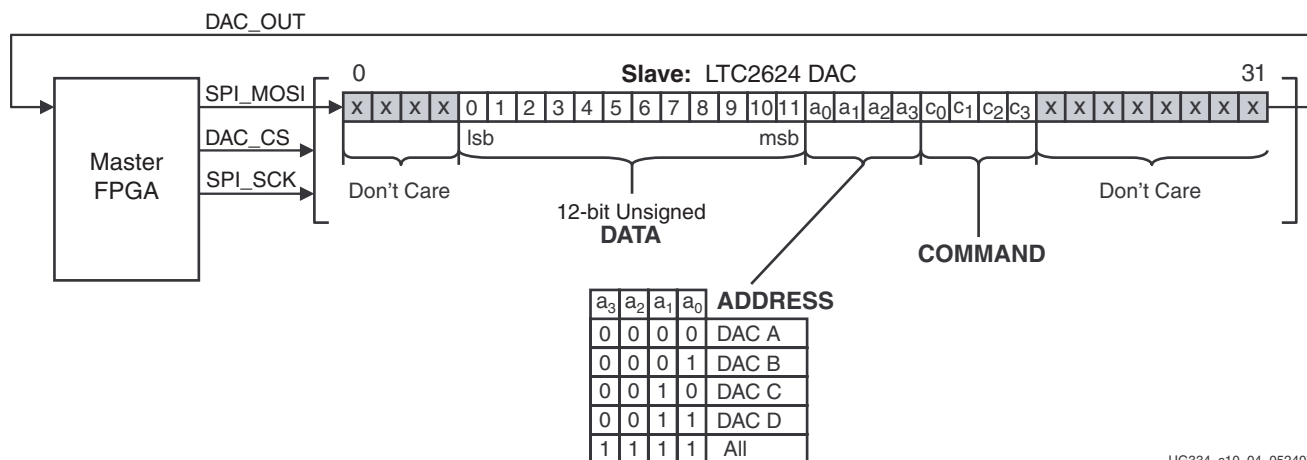 DAC_OUT
0 Slave: LTC2624 DAC 31
SPI_MOSI
X X X X 0 1 2 3 4 5 6 7 8 9 10 11 a0 a1 a2 a3 c0 c1 c2 c3 X X X X X X X X
lsb msb
DAC_CS
SPI_SCK
Master
FPGA
Don't Care
Don't Care
12-bit Unsigned
DATA
COMMAND
a3 a2 a1 a0 ADDRESS
0 0 0 0 DAC A
0 0 0 1 DAC B
0 0 1 0 DAC C
0 0 1 1 DAC D
1 1 1 1 All